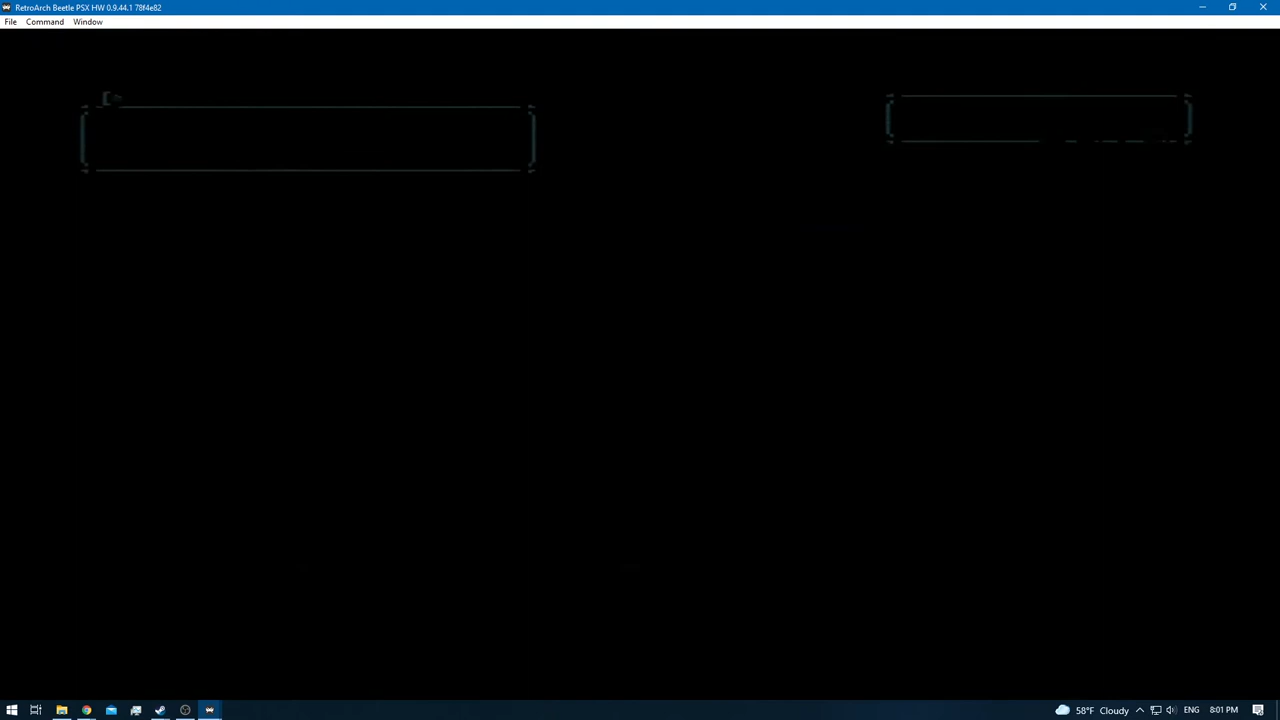 RetroArch Beetle PSX HW 0.9.44.1 78f4e82
File Command Window
58°F Cloudy ENG 8:01 PM